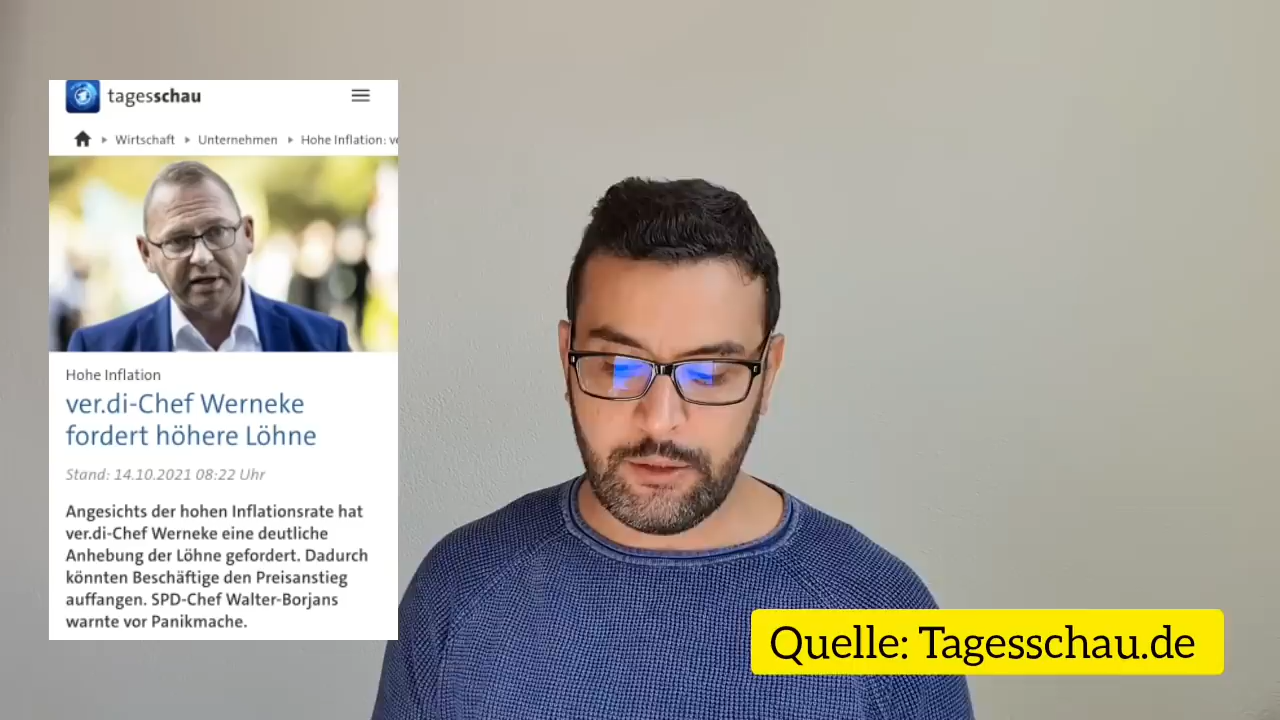 tagesschau
Wirtschaft Unternehmen Hohe Inflation: ve
Hohe Inflation
ver.di-Chef Werneke
fordert höhere Löhne
Stand: 14.10.2021 08:22 Uhr
Angesichts der hohen Inflationsrate hat
ver.di-Chef Werneke eine deutliche
Anhebung der Löhne gefordert. Dadurch
könnten Beschäftige den Preisanstieg
auffangen. SPD-Chef Walter-Borjans
warnte vor Panikmache.
Quelle: Tagesschau.de